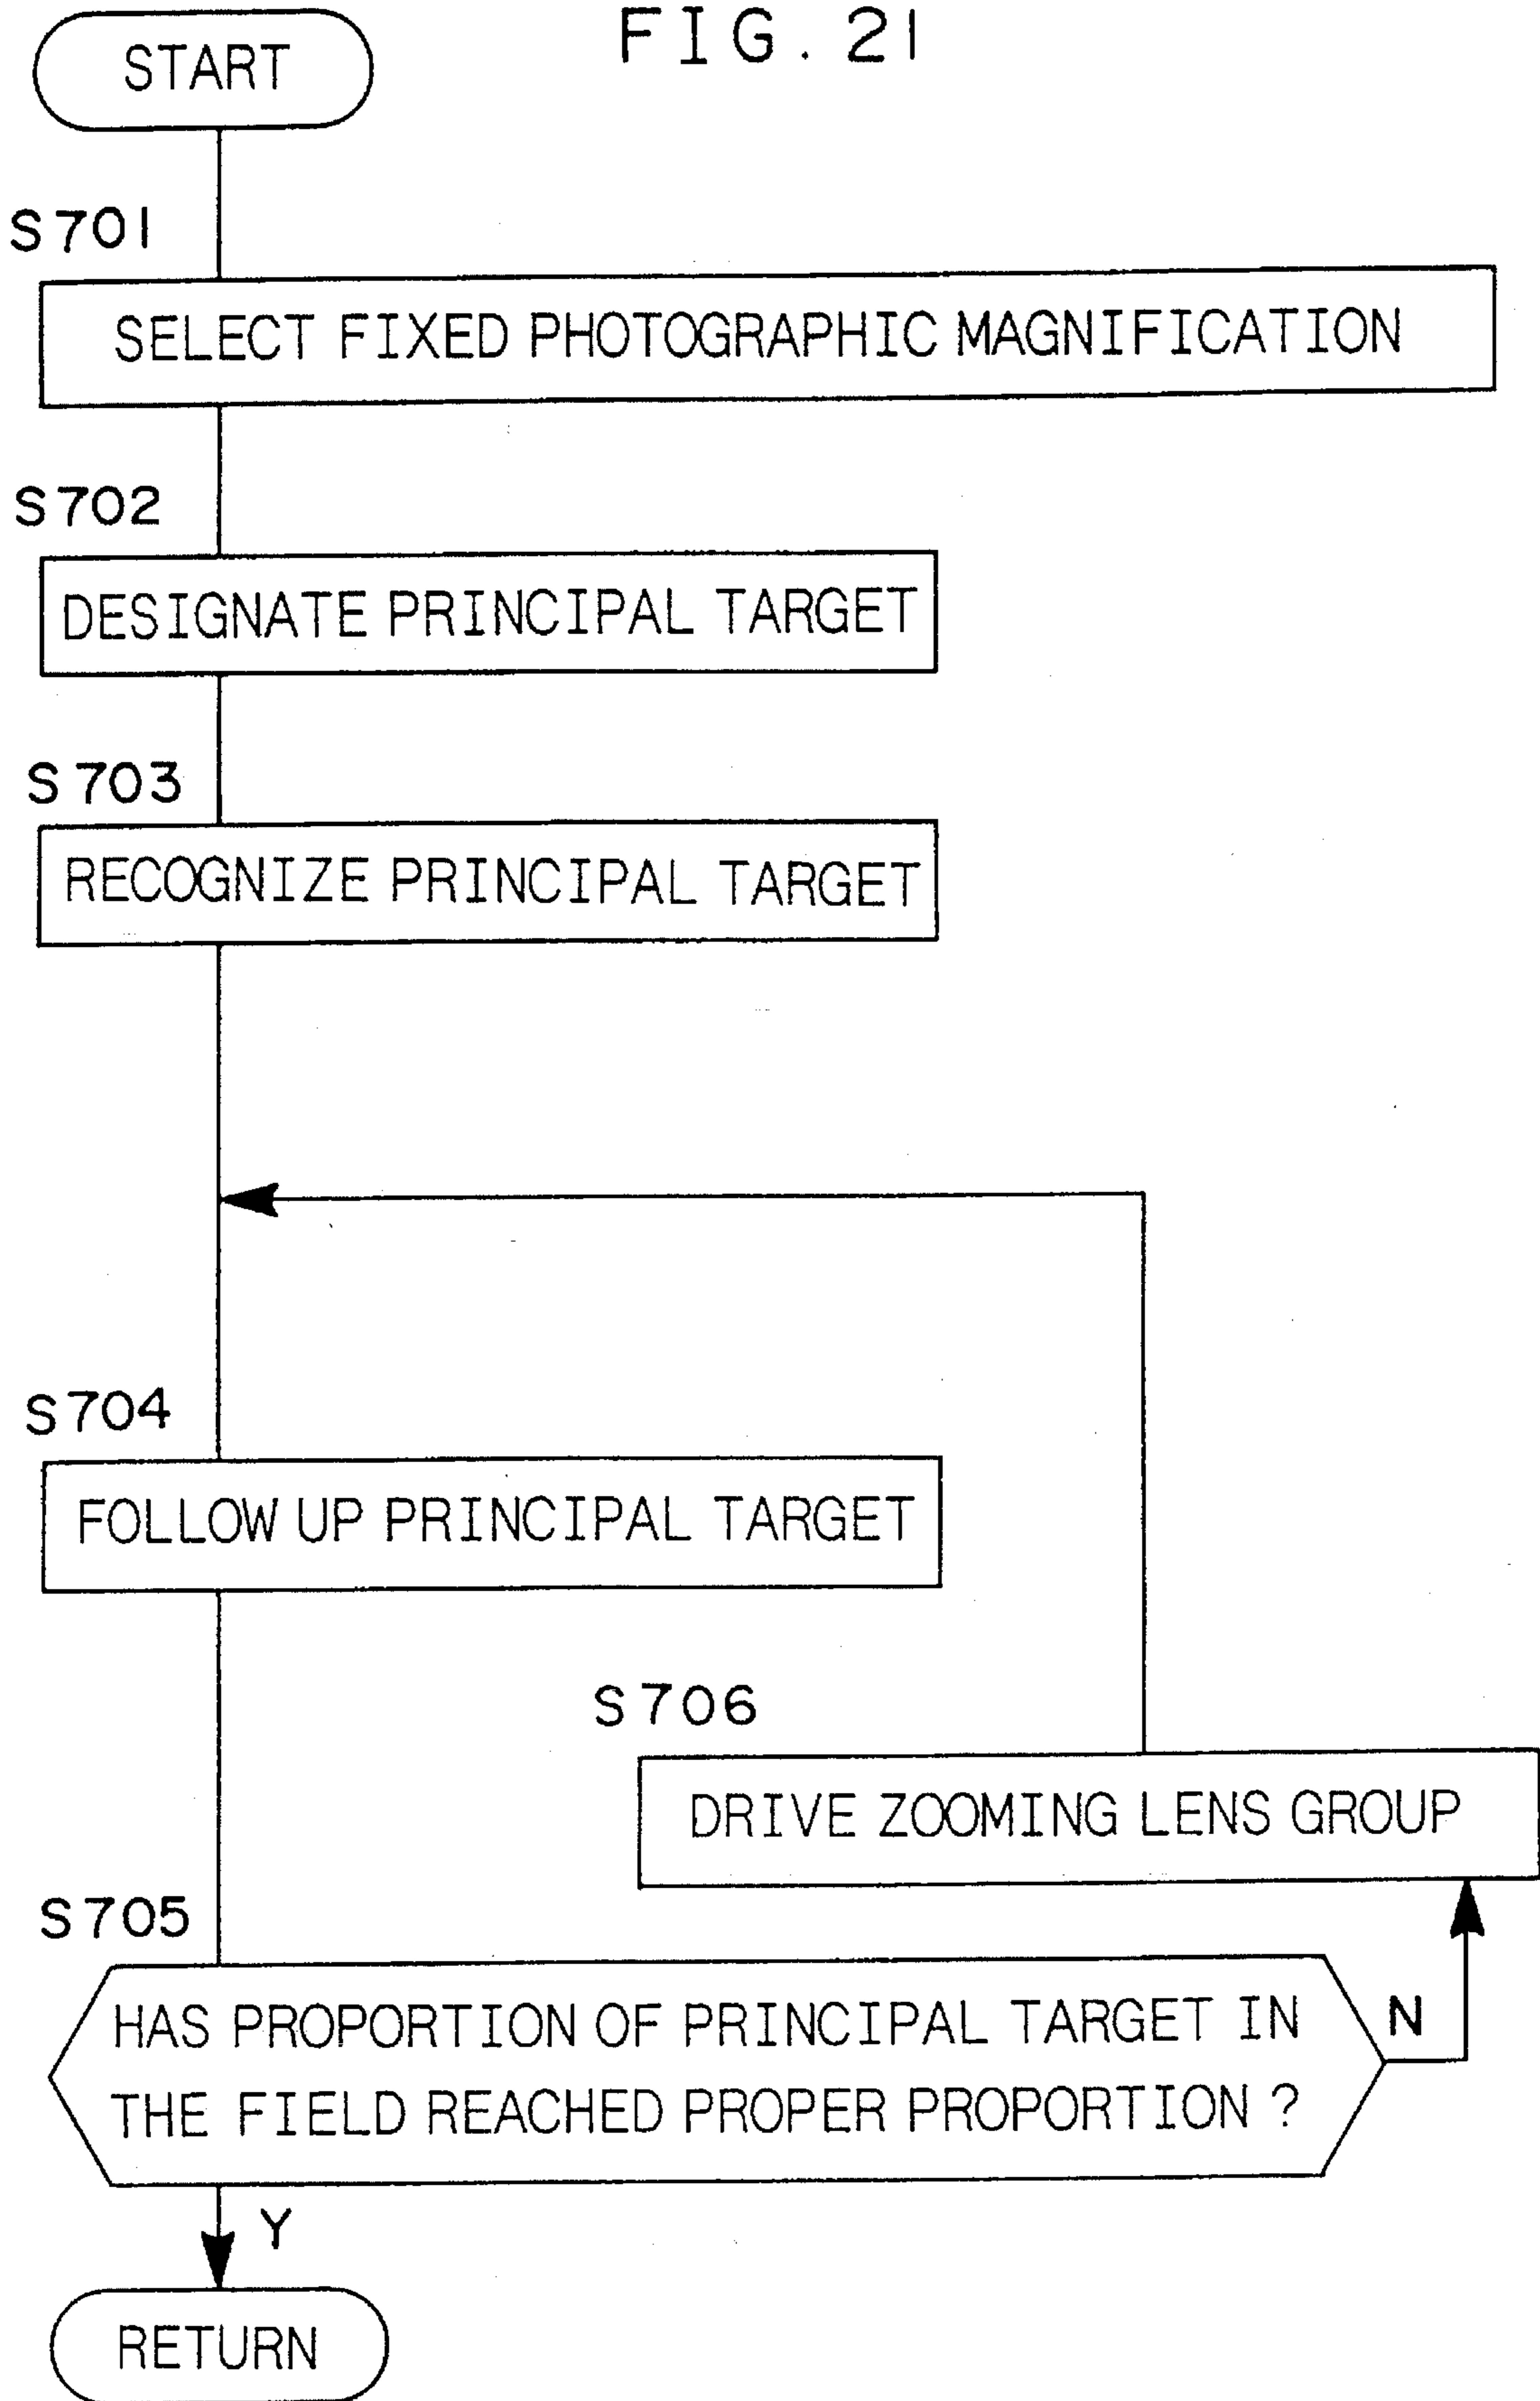 FIG. 21
START
S701
SELECT FIXED PHOTOGRAPHIC MAGNIFICATION
S702
DESIGNATE PRINCIPAL TARGET
S703
RECOGNIZE PRINCIPAL TARGET
S704
FOLLOW UP PRINCIPAL TARGET
S706
DRIVE ZOOMING LENS GROUP
S705
HAS PROPORTION OF PRINCIPAL TARGET IN
THE FIELD REACHED PROPER PROPORTION ?
N
Y
RETURN